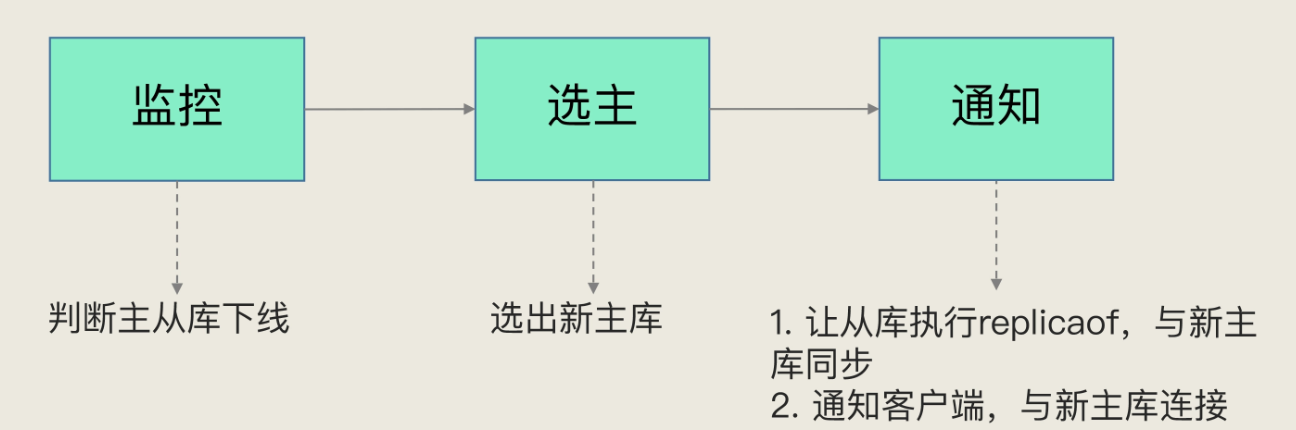 监控
选主
通知
判断主从库下线
选出新主库
1. 让从库执行replicaof，与新主
库同步
2. 通知客户端，与新主库连接